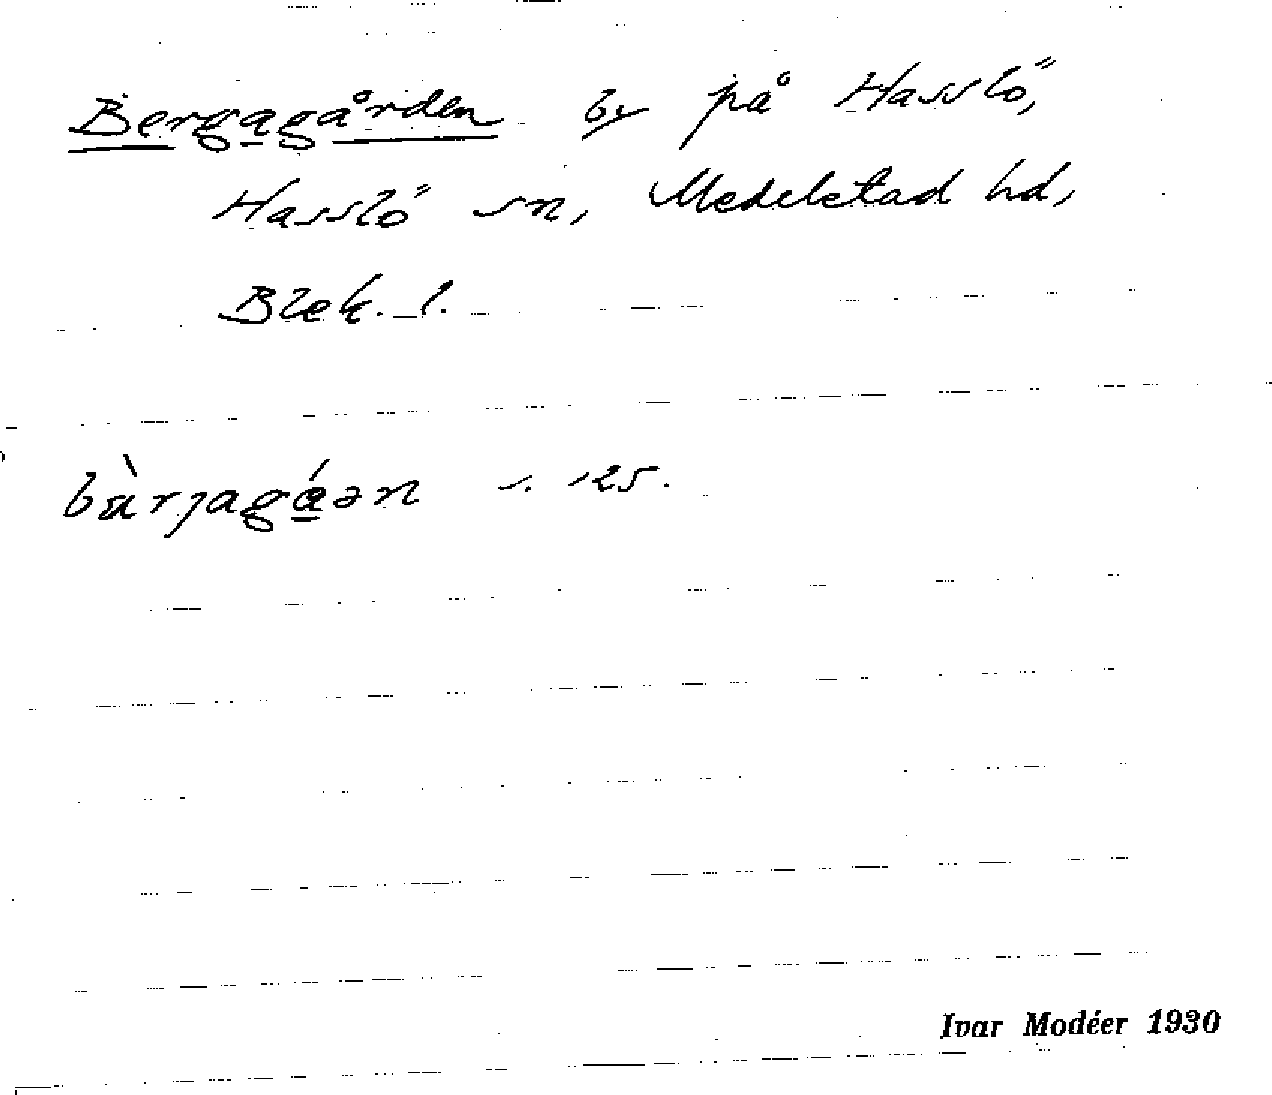 Bergagården by på Hasslö,
Hasslö sn, Medelstad hd,
Blek. l.
bàrjagáən s. 125.
Ivar Modéer 1930